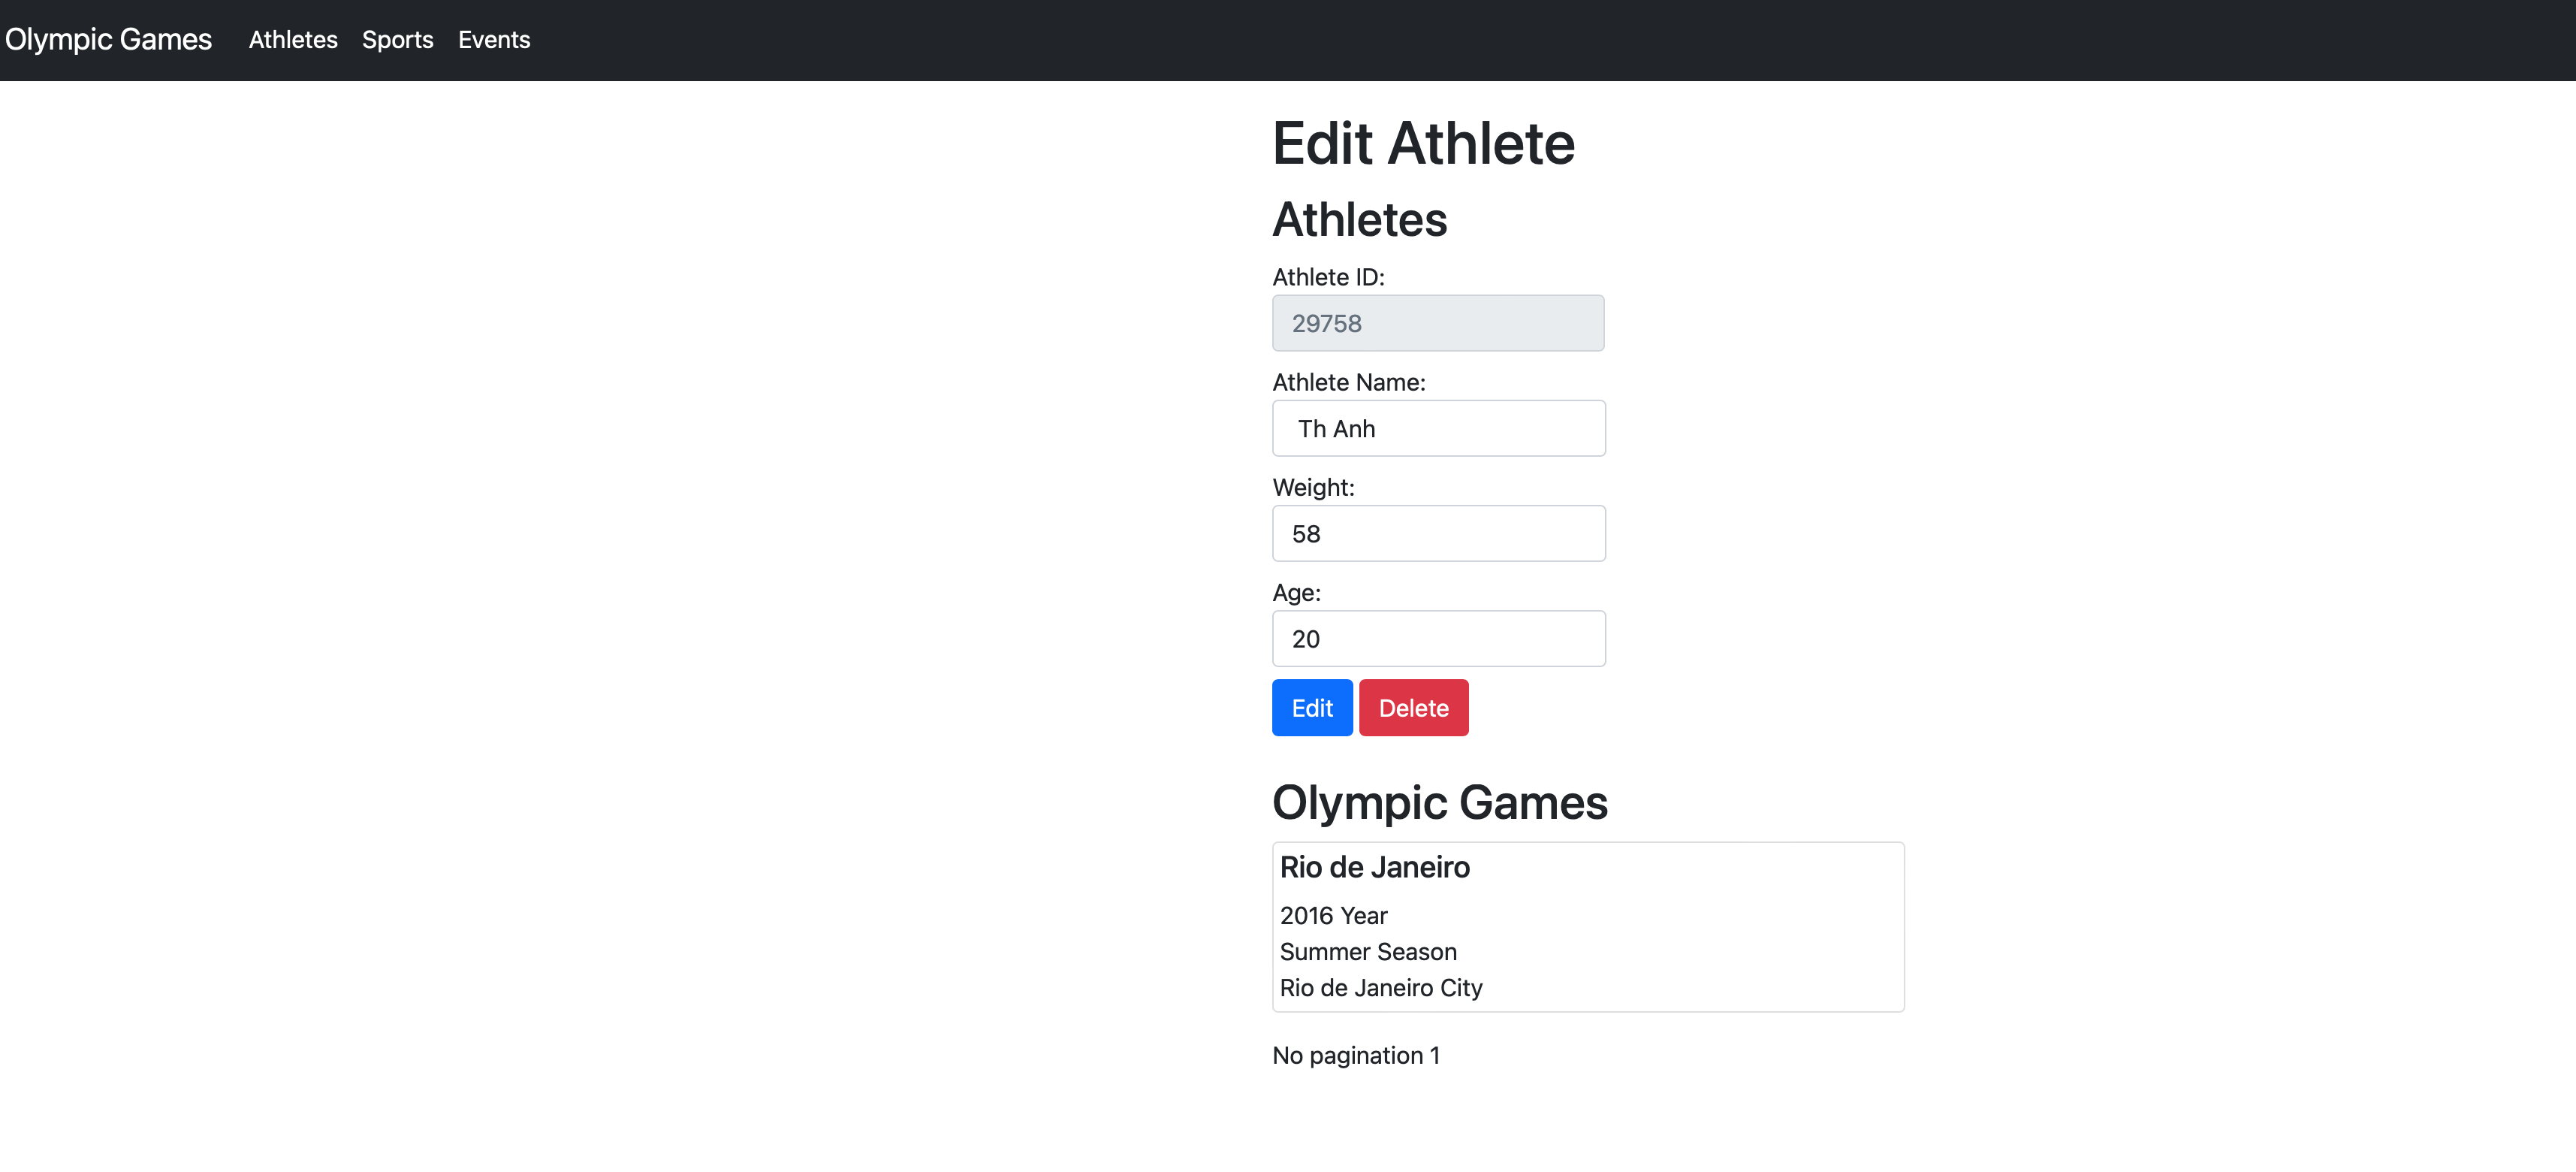 Olympic Games Athletes Sports Events
Edit Athlete
Athletes
Athlete ID:
29758
Athlete Name:
Th Anh
Weight:
58
Age:
20
Edit Delete
Olympic Games
Rio de Janeiro
2016 Year
Summer Season
Rio de Janeiro City
No pagination 1